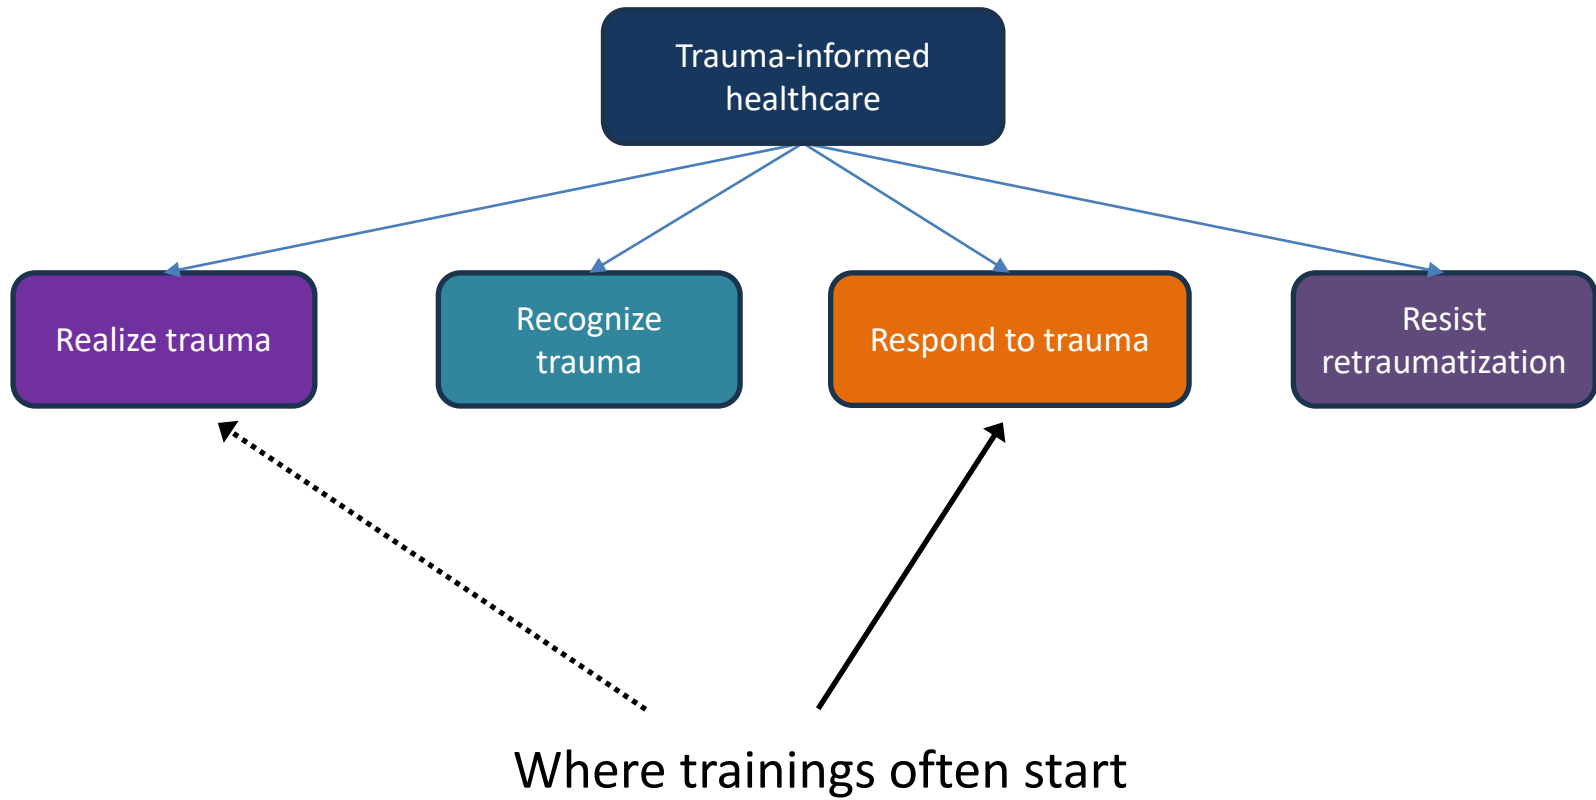 Trauma-informed
healthcare
Realize trauma
Recognize
trauma
Respond to trauma
Resist
retraumatization
Where trainings often start